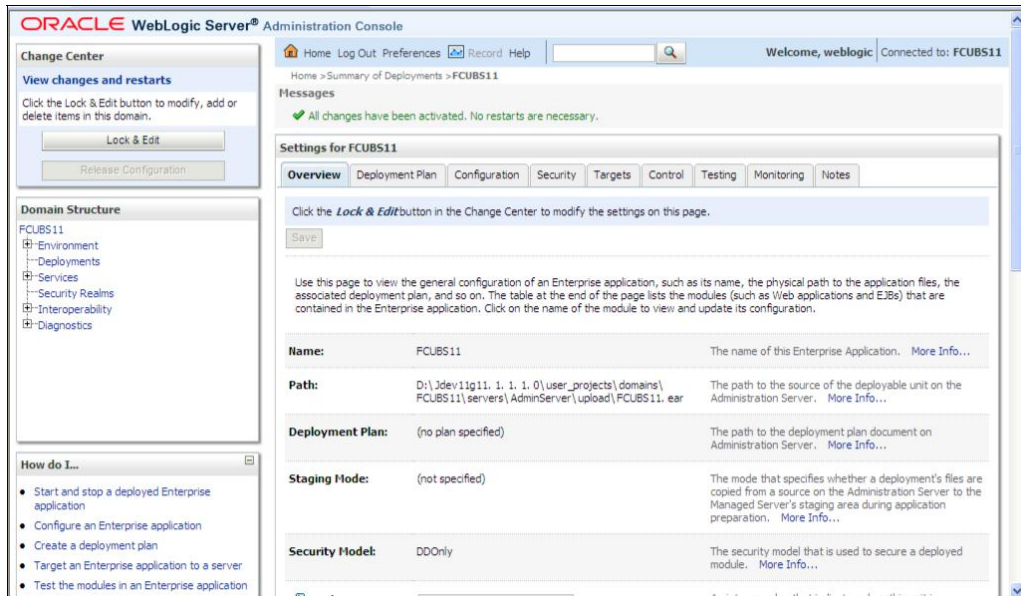 ORACLE WebLogic Server® Administration Console
Change Center
View changes and restarts
Click the Lock & Edit button to modify, add or
delete items in this domain.
Lock & Edit
Release Configuration
Domain Structure
FCUBS11
Environment
Deployments
Services
Security Realms
Interoperability
Diagnostics
How do I...
Start and stop a deployed Enterprise
application
Configure an Enterprise application
Create a deployment plan
Target an Enterprise application to a server
Test the modules in an Enterprise application
Home Log Out Preferences Record Help
Welcome, weblogic Connected to: FCUBS11
Home >Summary of Deployments >FCUBS11
Messages
All changes have been activated. No restarts are necessary.
Settings for FCUBS11
Overview Deployment Plan Configuration Security Targets Control Testing Monitoring Notes
Click the Lock & Edit button in the Change Center to modify the settings on this page.
Save
Use this page to view the general configuration of an Enterprise application, such as its name, the physical path to the application files, the
associated deployment plan, and so on. The table at the end of the page lists the modules (such as Web applications and EJBs) that are
contained in the Enterprise application. Click on the name of the module to view and update its configuration.
Name: FCUBS11 The name of this Enterprise Application. More Info...
Path: D:\Jdev11g11. 1. 1. 1. 0\user_projects\domains\ The path to the source of the deployable unit on the
FCUBS11\servers\AdminServer\upload\FCUBS11. ear Administration Server. More Info...
Deployment Plan: (no plan specified) The path to the deployment plan document on
Administration Server. More Info...
Staging Mode: (not specified) The mode that specifies whether a deployment's files are
copied from a source on the Administration Server to the
Managed Server's staging area during application
preparation. More Info...
Security Model: DDOnly The security model that is used to secure a deployed
module. More Info...